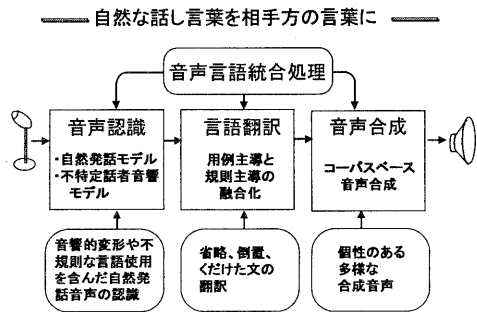 自然な話し言葉を相手方の言葉に
音声言語統合処理
音声認識
・自然発話モデル
・不特定話者音響
モデル
言語翻訳
用例主導と
規則主導の
融合化
音声合成
コーパスベース
音声合成
音響的変形や不
規則な言語使用
を含んだ自然発
話音声の認識
省略、倒置、
くだけた文の
翻訳
個性のある
多様な
合成音声